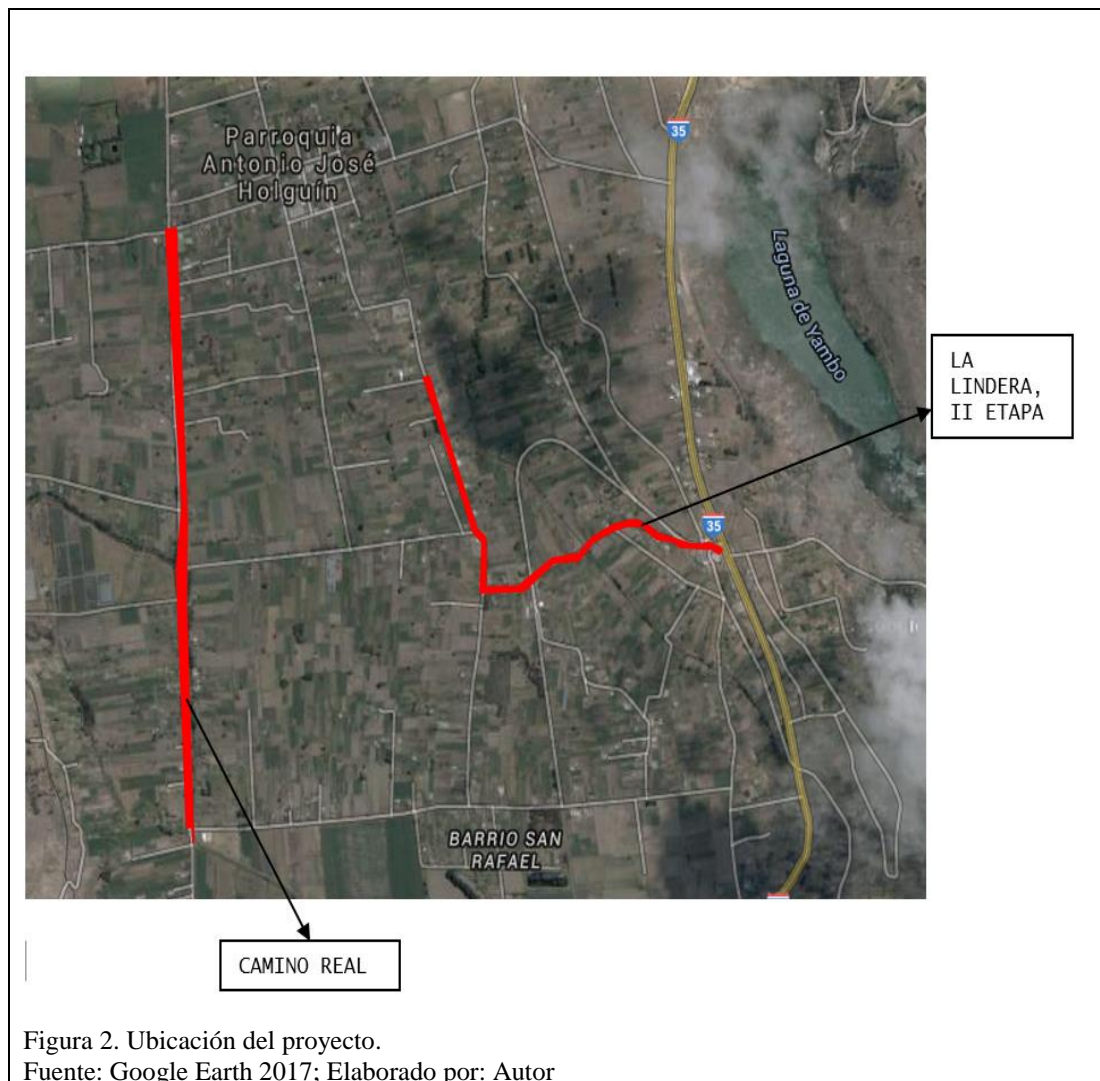 35
Parroquia
Antonio José
Holguín
Laguna de Yambo
LA
LINDERA,
II ETAPA
35
BARRIO SAN
RAFAEL
CAMINO REAL
Figura 2. Ubicación del proyecto.
Fuente: Google Earth 2017; Elaborado por: Autor